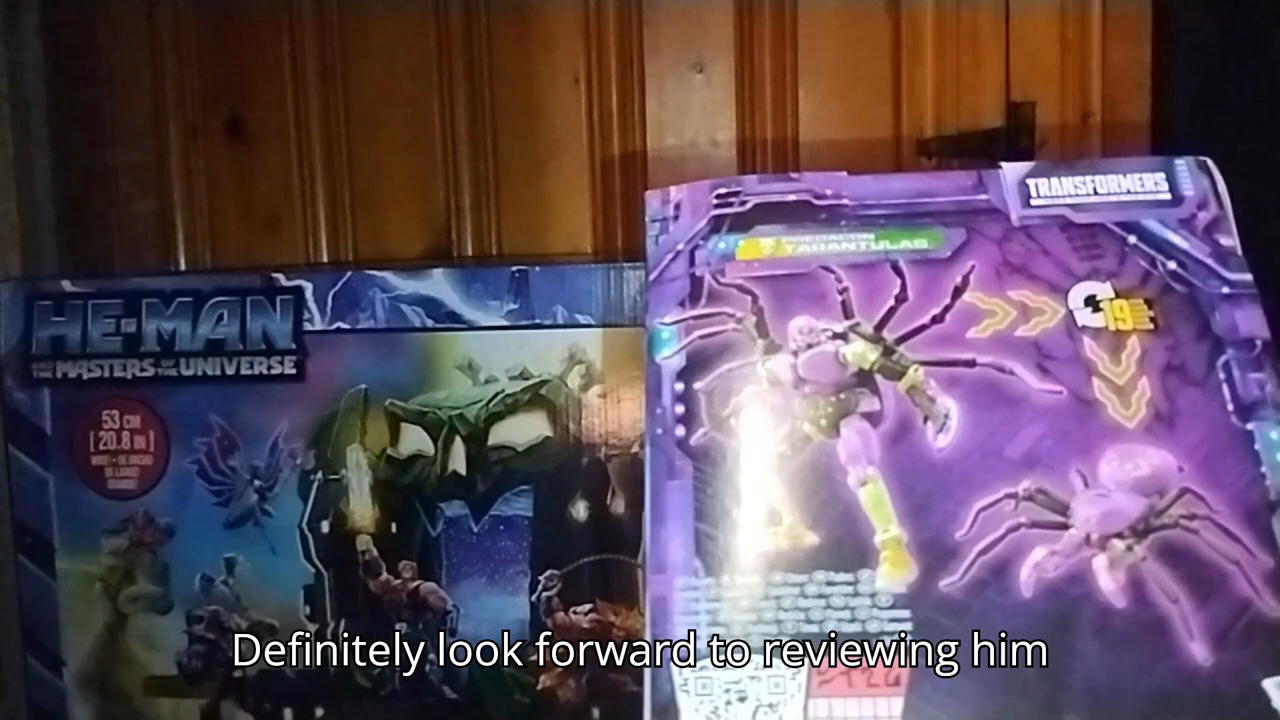 TRANSFORMERS
PREDACON
TARANTULAS
19
HE-MAN
AND THE MASTERS OF THE UNIVERSE
53 CM
[ 20.8 IN ]
Definitely look forward to reviewing him